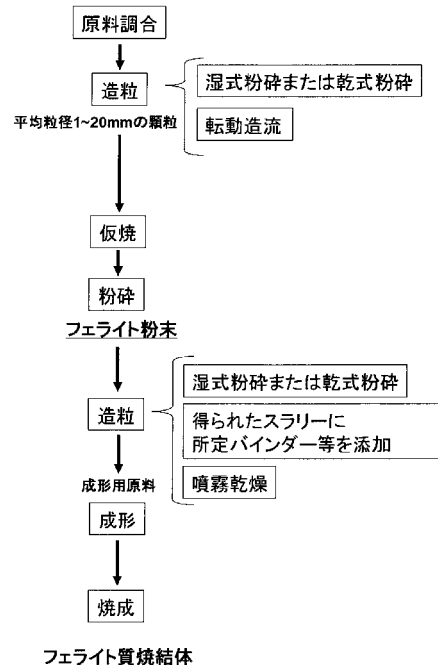 原料調合
造粒
湿式粉砕または乾式粉砕
平均粒径1~20mmの顆粒
転動造流
仮焼
粉砕
フェライト粉末
造粒
湿式粉砕または乾式粉砕
得られたスラリーに
所定バインダー等を添加
噴霧乾燥
成形用原料
成形
焼成
フェライト質焼結体